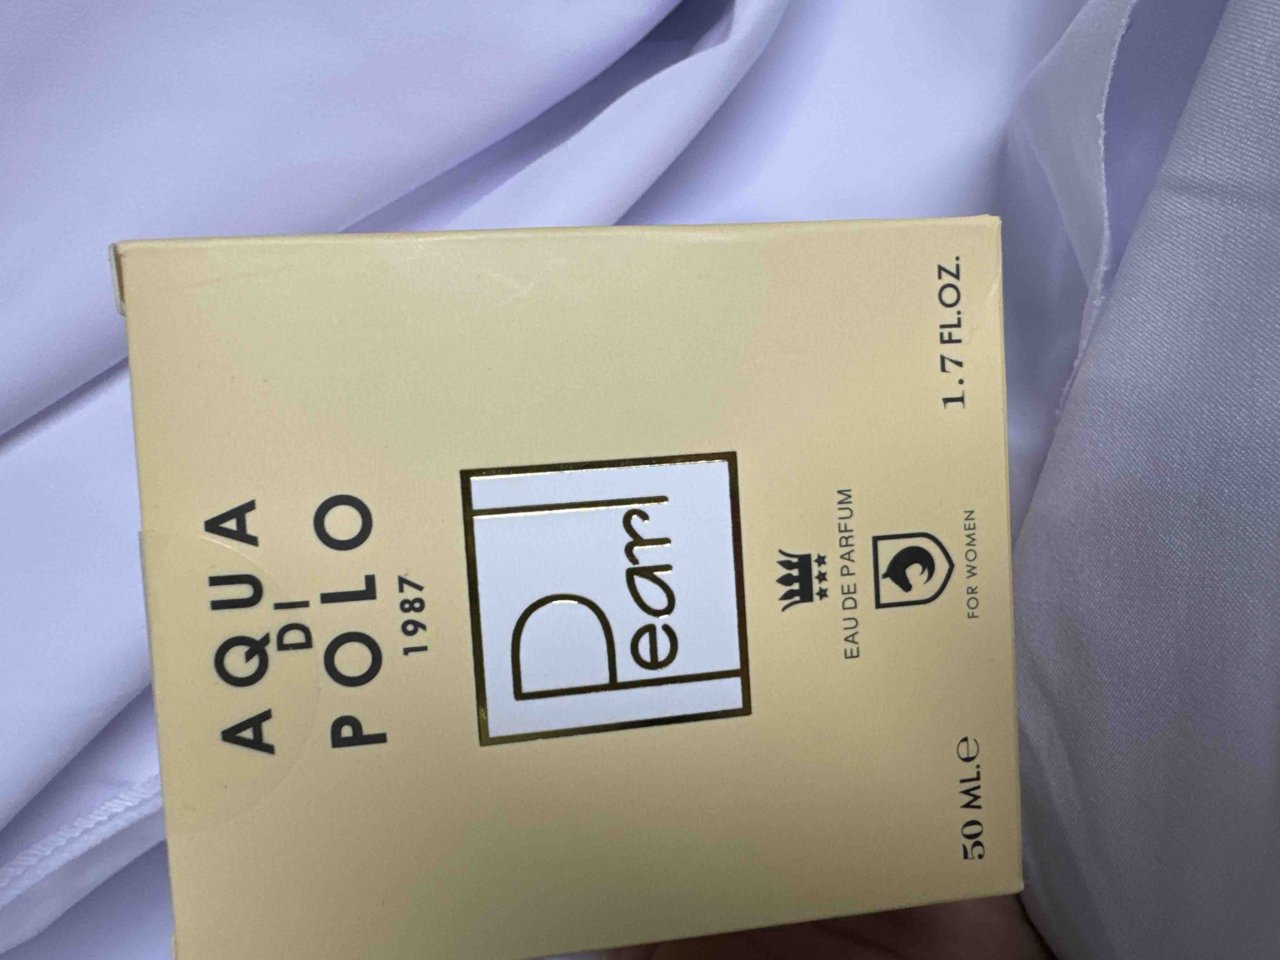 AQUA
DI
POLO
1987
Pearl
EAU DE PARFUM
FOR WOMEN
50 ML.e
1.7 FL.OZ.